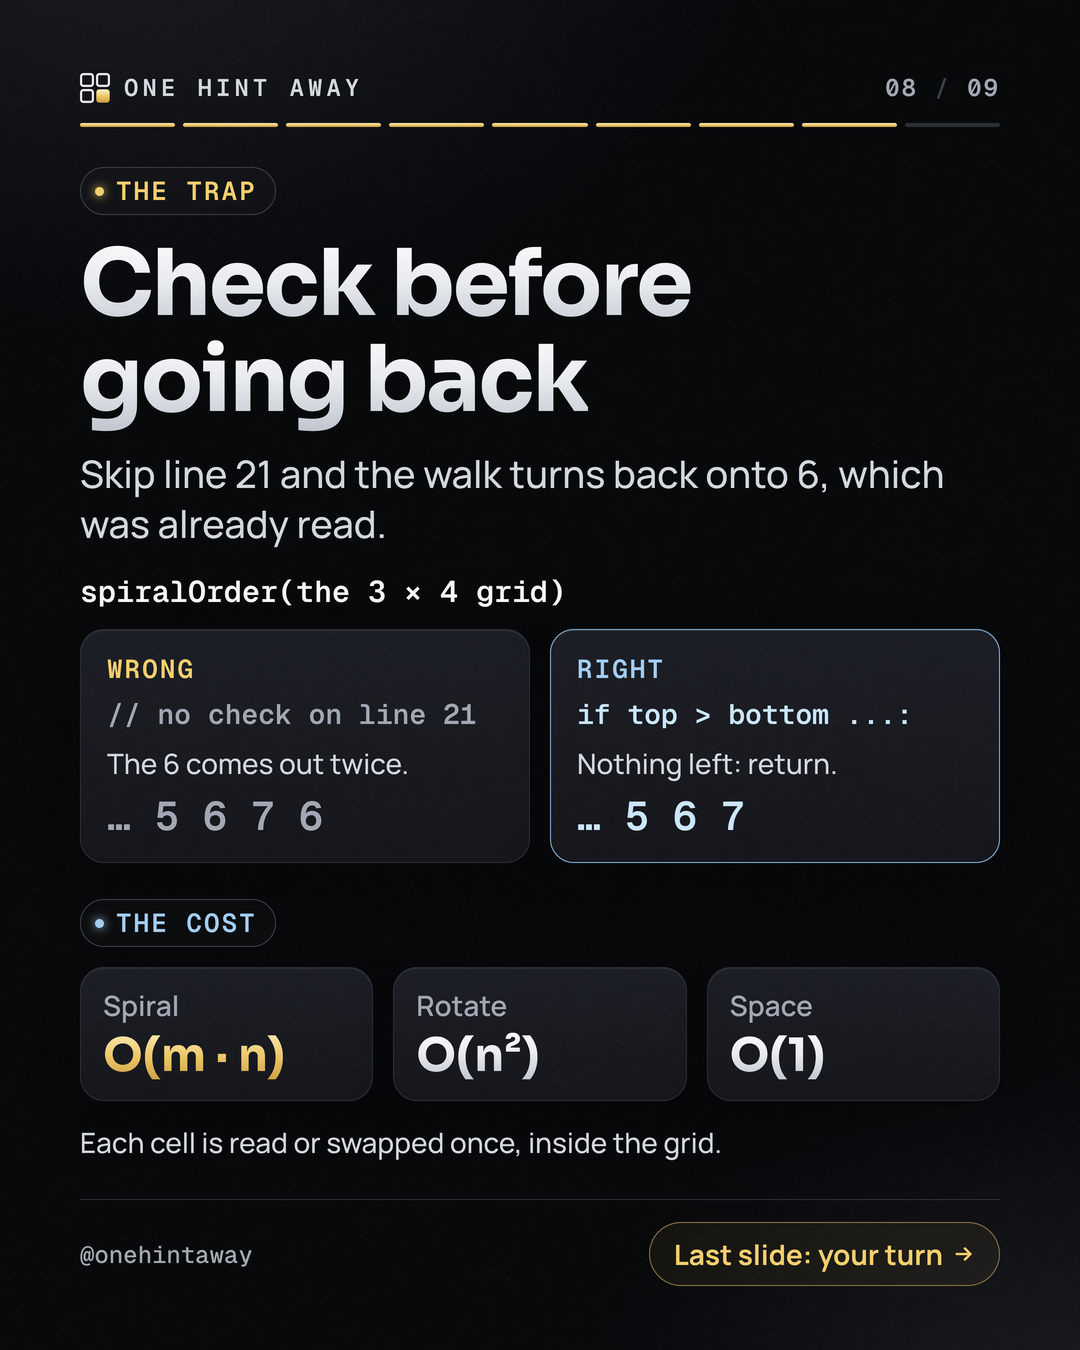 ONE HINT AWAY
08 / 09
THE TRAP
Check before
going back
Skip line 21 and the walk turns back onto 6, which
was already read.
spiralOrder(the 3 × 4 grid)
WRONG
// no check on line 21
The 6 comes out twice.
… 5 6 7 6
RIGHT
if top > bottom ...:
Nothing left: return.
… 5 6 7
THE COST
Spiral
O(m · n)
Rotate
O(n²)
Space
O(1)
Each cell is read or swapped once, inside the grid.
@onehintaway
Last slide: your turn →